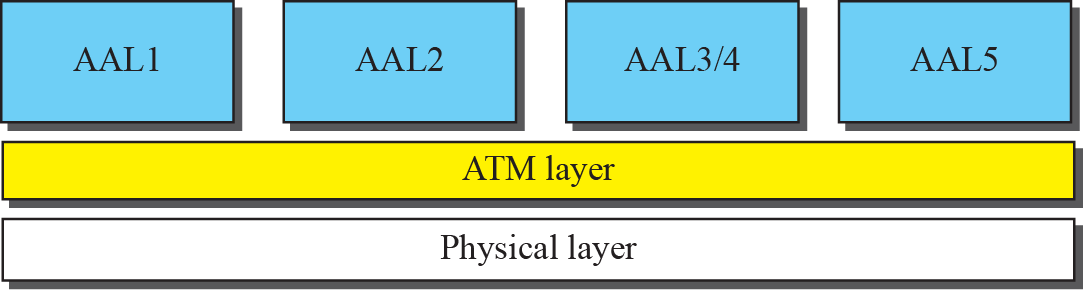 AAL1 AAL2 AAL3/4 AAL5
ATM layer
Physical layer